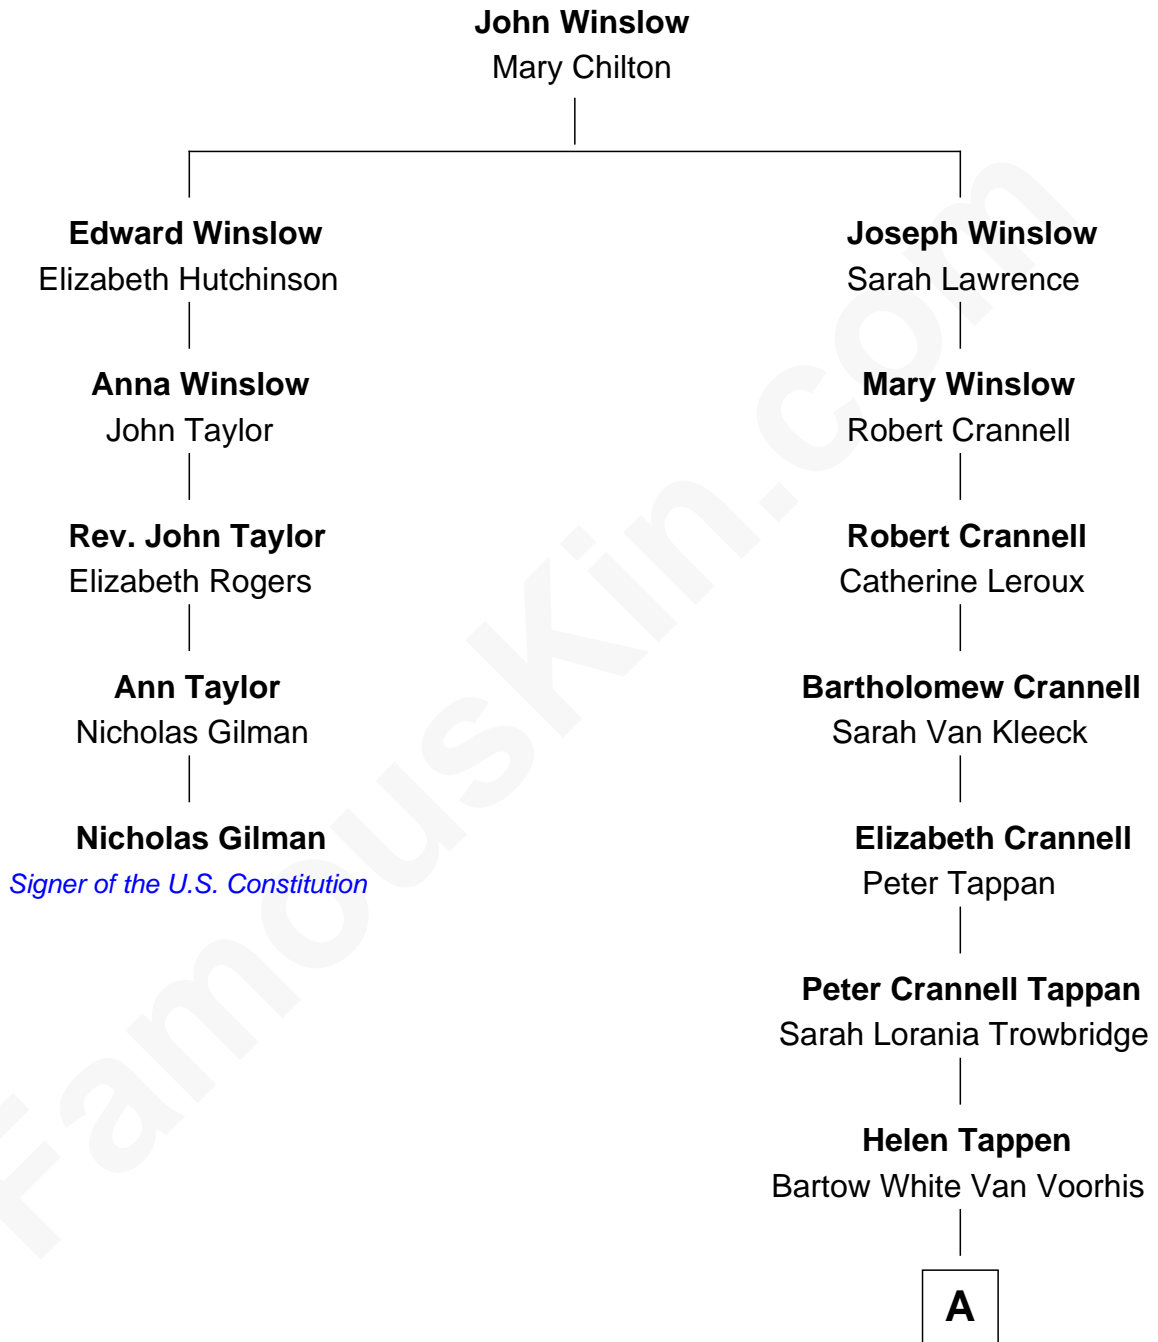 John Winslow
Mary Chilton
Edward Winslow
Elizabeth Hutchinson
Anna Winslow
John Taylor
Rev. John Taylor
Elizabeth Rogers
Ann Taylor
Nicholas Gilman
Nicholas Gilman
Signer of the U.S. Constitution
Joseph Winslow
Sarah Lawrence
Mary Winslow
Robert Crannell
Robert Crannell
Catherine Leroux
Bartholomew Crannell
Sarah Van Kleeck
Elizabeth Crannell
Peter Tappan
Peter Crannell Tappan
Sarah Lorania Trowbridge
Helen Tappen
Bartow White Van Voorhis
A
FamousKin.com